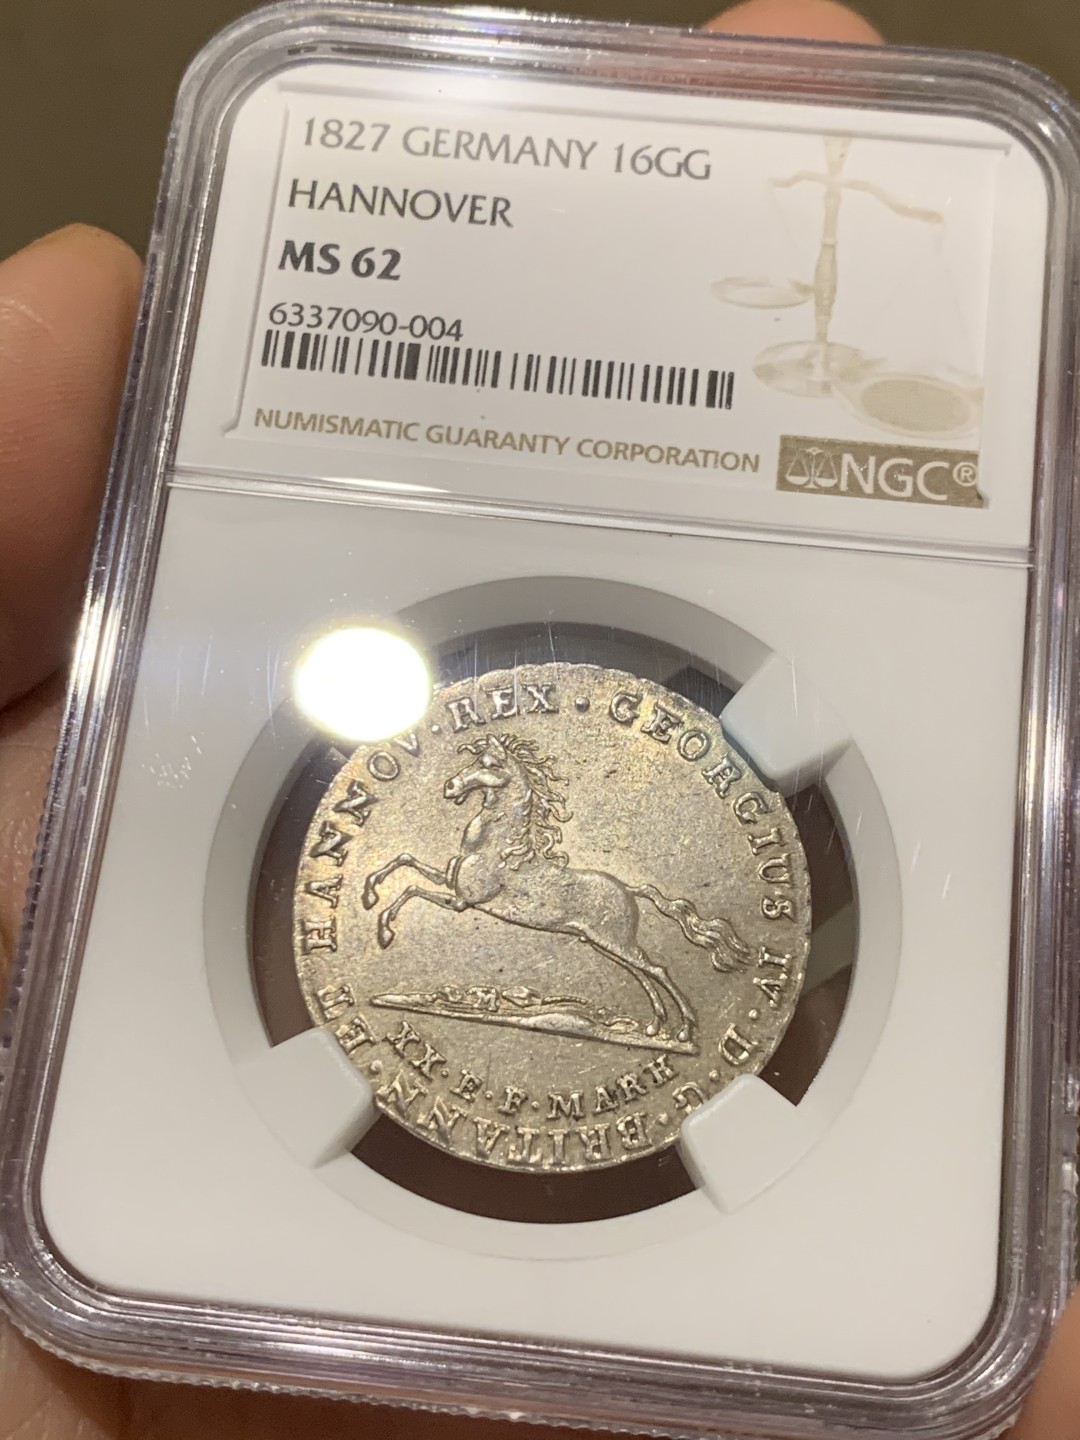 1827 GERMANY 16GG
HANNOVER
MS 62
6337090-004
NUMISMATIC GUARANTY CORPORATION
NGC®
GEORGIUS IV·D·G·BRITANN·ET HANNOV·REX·
M
XX·E·F·MARK